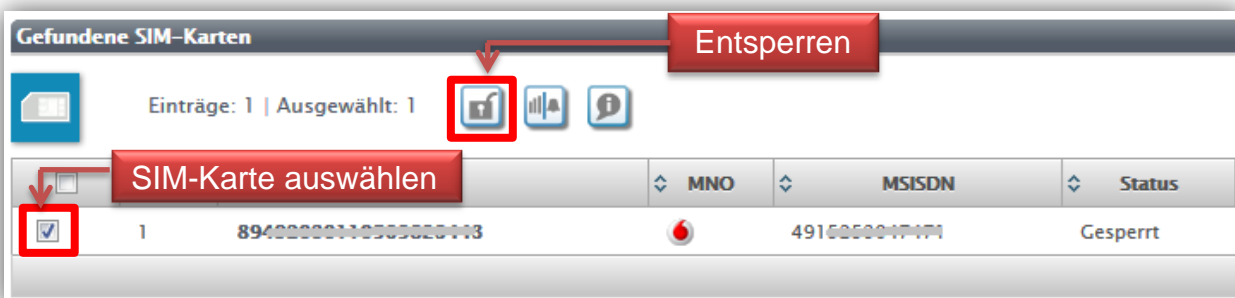 Gefundene SIM-Karten
Entsperren
Einträge: 1 | Ausgewählt: 1
SIM-Karte auswählen
MNO MSISDN Status
1 Gesperrt